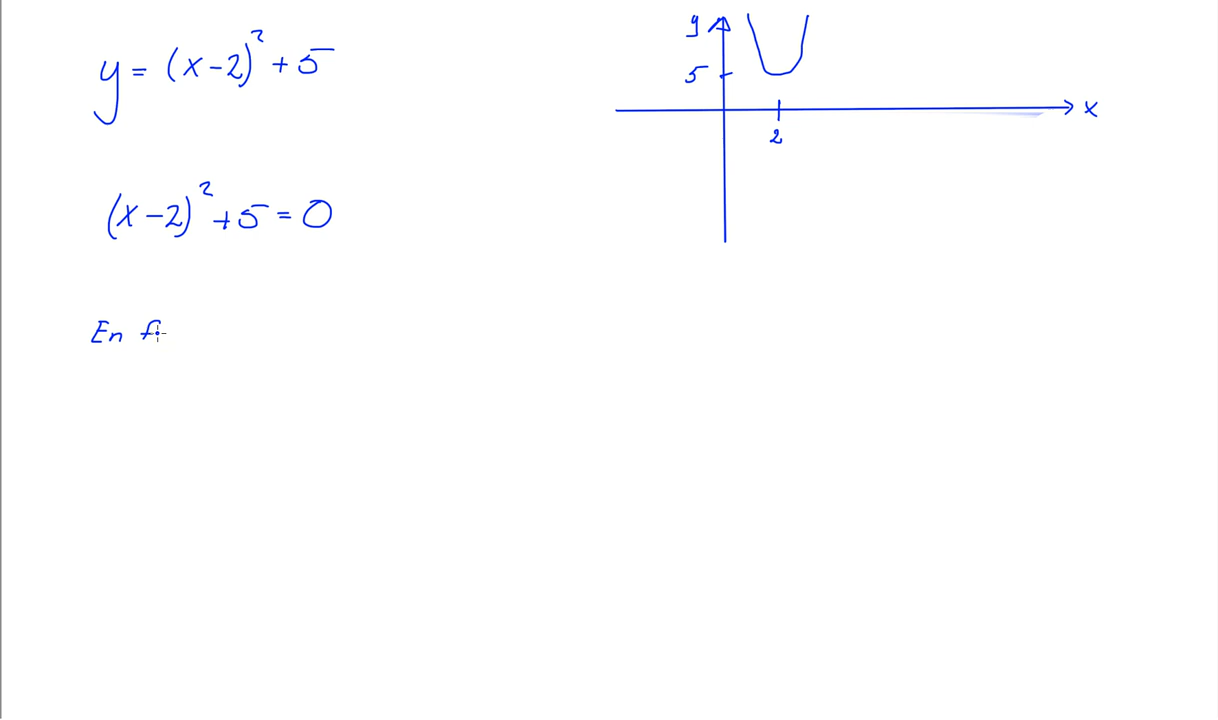 y = (x-2)² + 5
y
5
x
2
(x-2)² + 5 = 0
En